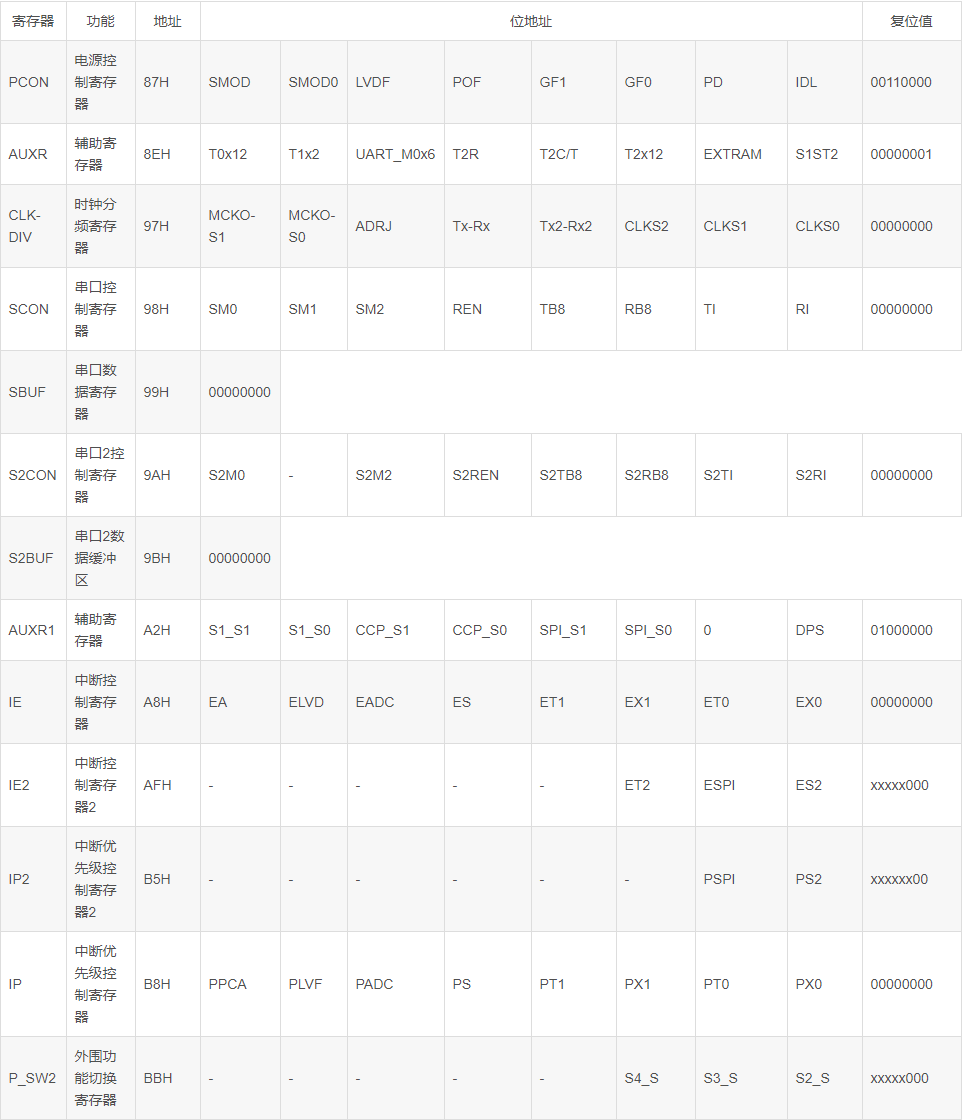 寄存器 功能 地址 位地址 复位值
PCON 电源控制寄存器 87H SMOD SMOD0 LVDF POF GF1 GF0 PD IDL 00110000
AUXR 辅助寄存器 8EH T0x12 T1x2 UART_M0x6 T2R T2C/T T2x12 EXTRAM S1ST2 00000001
CLK-DIV 时钟分频寄存器 97H MCKO-S1 MCKO-S0 ADRJ Tx-Rx Tx2-Rx2 CLKS2 CLKS1 CLKS0 00000000
SCON 串口控制寄存器 98H SM0 SM1 SM2 REN TB8 RB8 TI RI 00000000
SBUF 串口数据寄存器 99H 00000000
S2CON 串口2控制寄存器 9AH S2M0 - S2M2 S2REN S2TB8 S2RB8 S2TI S2RI 00000000
S2BUF 串口2数据缓冲区 9BH 00000000
AUXR1 辅助寄存器 A2H S1_S1 S1_S0 CCP_S1 CCP_S0 SPI_S1 SPI_S0 0 DPS 01000000
IE 中断控制寄存器 A8H EA ELVD EADC ES ET1 EX1 ET0 EX0 00000000
IE2 中断控制寄存器2 AFH - - - - - ET2 ESPI ES2 xxxxx000
IP2 中断优先级控制寄存器2 B5H - - - - - - PSPI PS2 xxxxxx00
IP 中断优先级控制寄存器 B8H PPCA PLVF PADC PS PT1 PX1 PT0 PX0 00000000
P_SW2 外围功能切换寄存器 BBH - - - - - S4_S S3_S S2_S xxxxx000